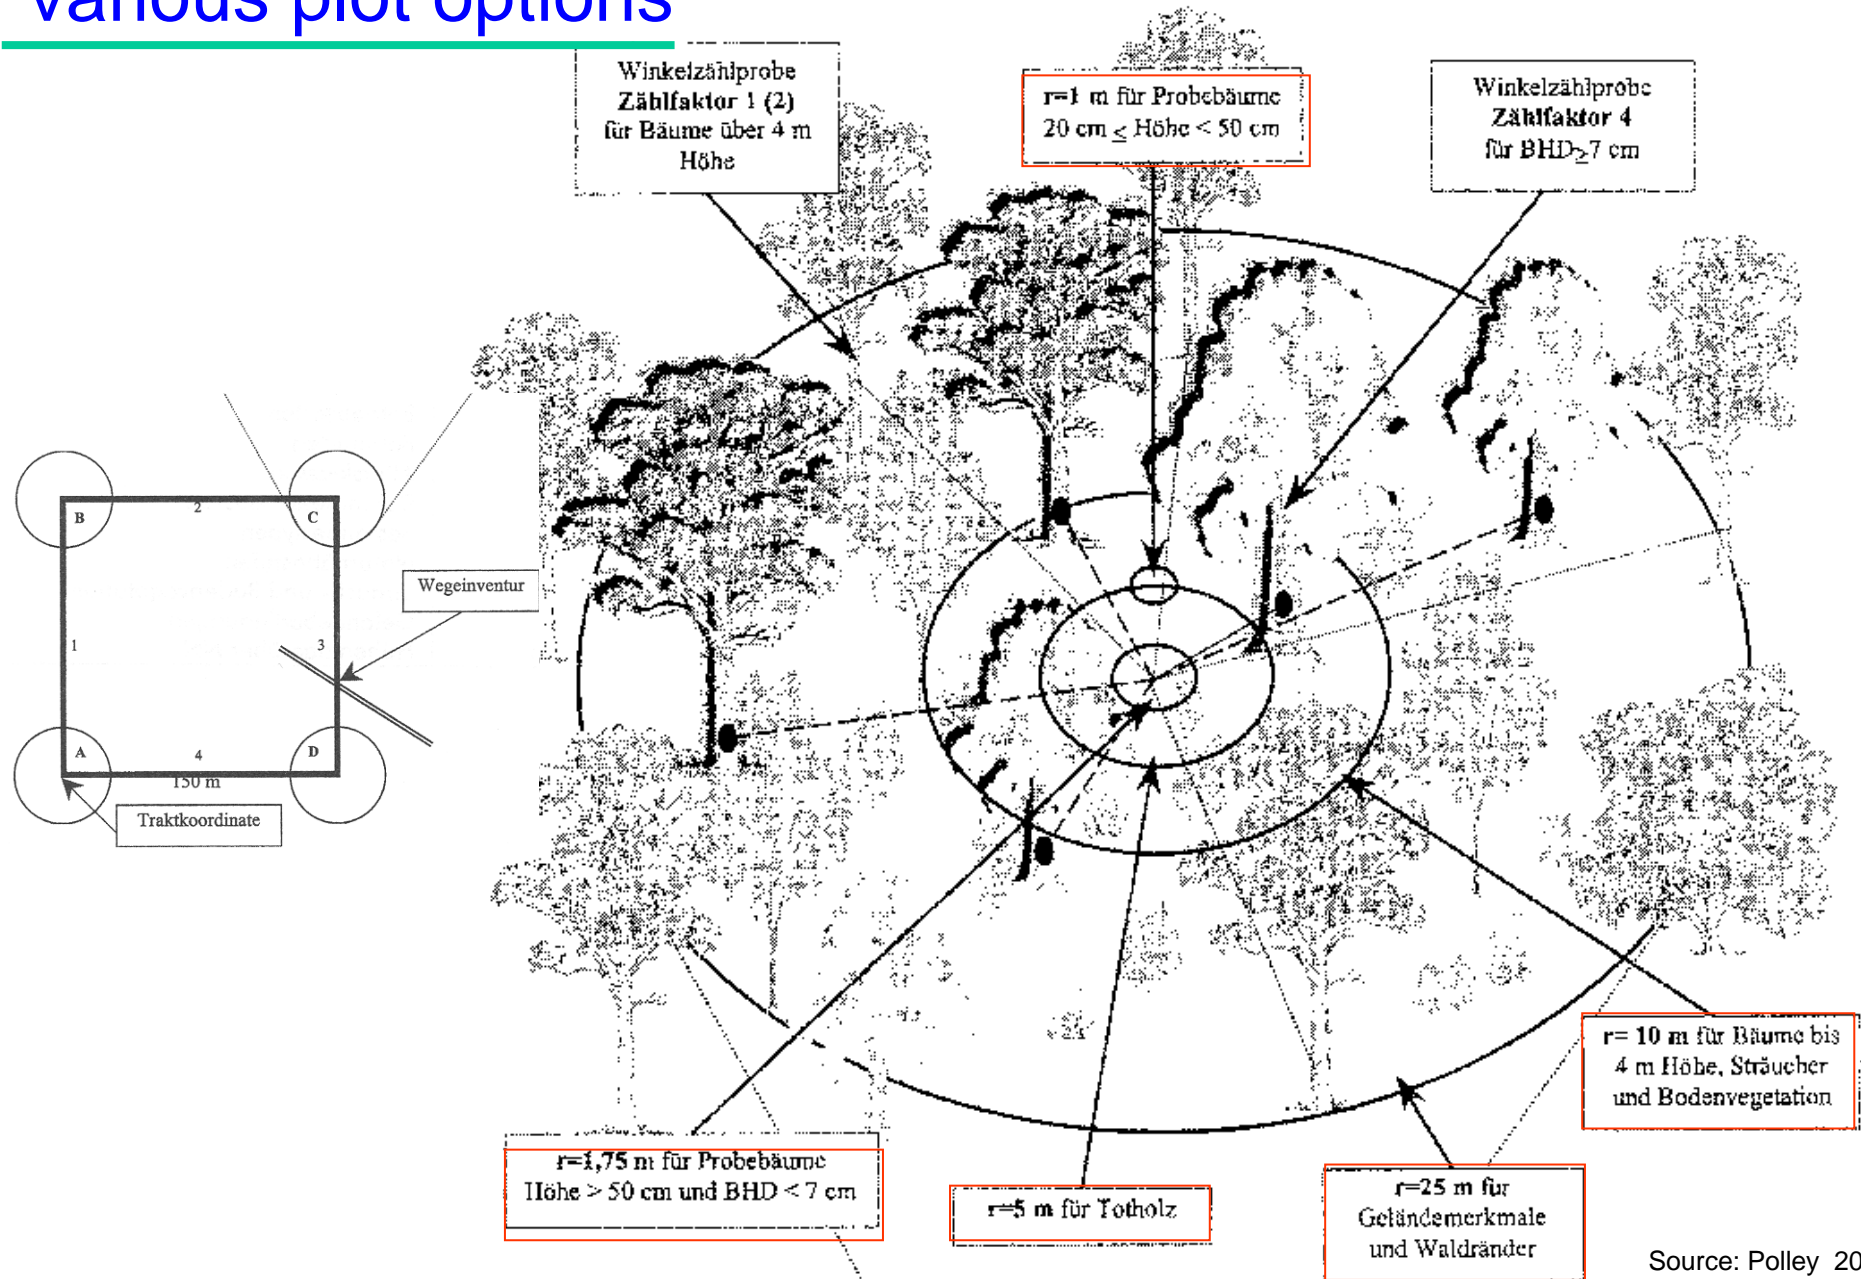 various plot options
Winkelzählprobe
Zählfaktor 1 (2)
für Bäume über 4 m
Höhe
r=1 m für Probebäume
20 cm ≤ Höhe < 50 cm
Winkelzählprobe
Zählfaktor 4
für BHD≥7 cm
B
2
C
Wegeinventur
1
3
A
4
D
150 m
Traktkoordinate
r= 10 m für Bäume bis
4 m Höhe, Sträucher
und Bodenvegetation
r=1,75 m für Probebäume
Höhe > 50 cm und BHD < 7 cm
r=5 m für Totholz
r=25 m für
Geländemerkmale
und Waldränder
Source: Polley 20